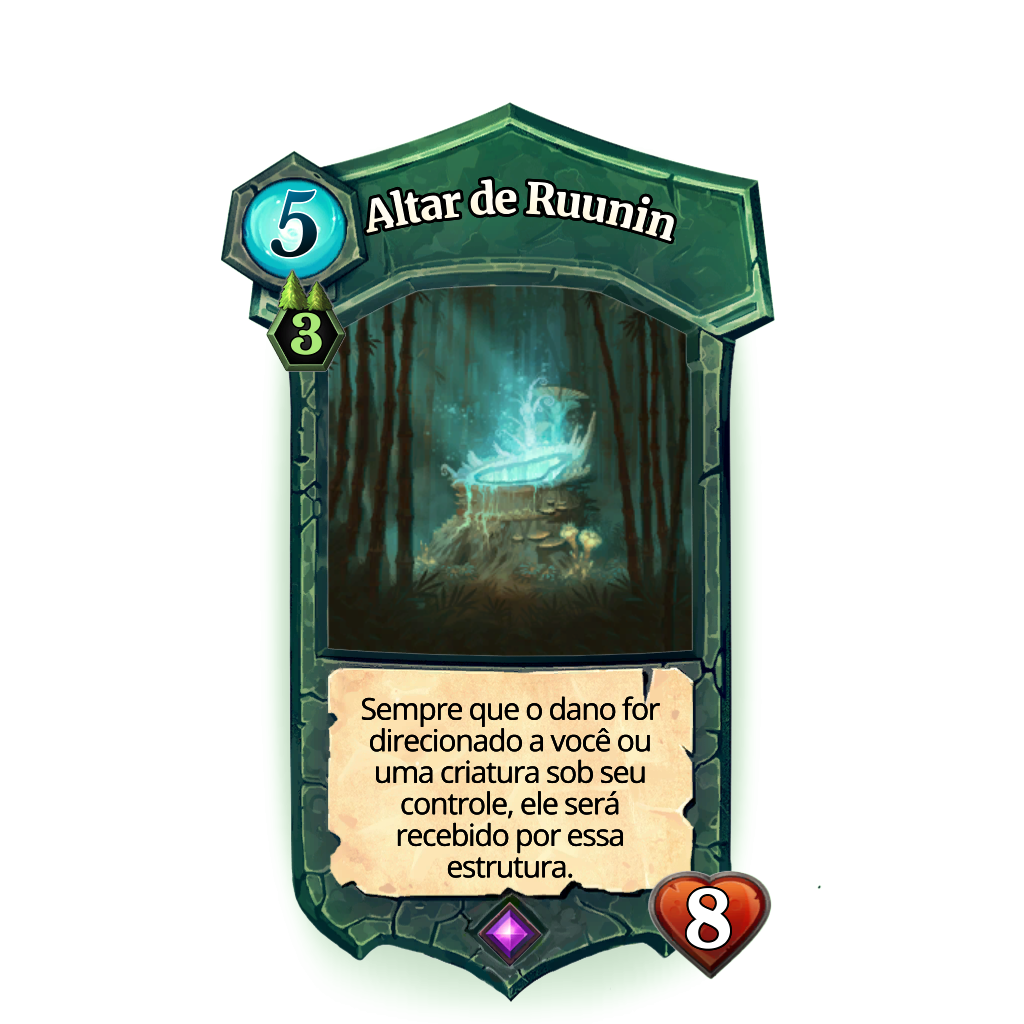 5
Altar de Ruunin
3
Sempre que o dano for
direcionado a você ou
uma criatura sob seu
controle, ele será
recebido por essa
estrutura.
8